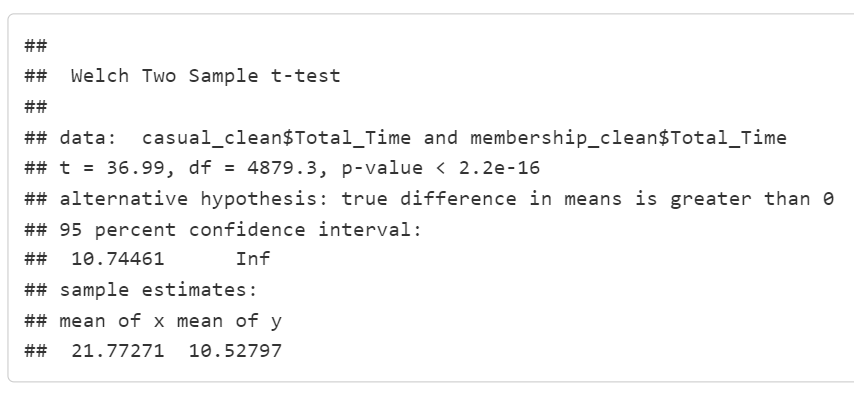 ##
##  Welch Two Sample t-test
##
## data:  casual_clean$Total_Time and membership_clean$Total_Time
## t = 36.99, df = 4879.3, p-value < 2.2e-16
## alternative hypothesis: true difference in means is greater than 0
## 95 percent confidence interval:
##  10.74461      Inf
## sample estimates:
## mean of x mean of y
##  21.77271  10.52797